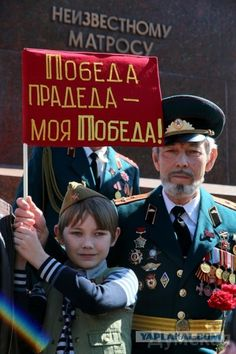 НЕИЗВЕСТНОМУ
МАТРОСУ
ПОБЕДА
ПРАДЕДА –
МОЯ ПОБЕДА!
YAPLAKAL.COM